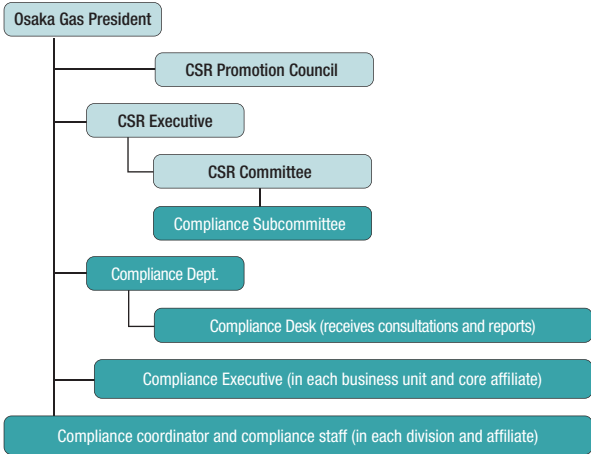 Osaka Gas President
CSR Promotion Council
CSR Executive
CSR Committee
Compliance Subcommittee
Compliance Dept.
Compliance Desk (receives consultations and reports)
Compliance Executive (in each business unit and core affiliate)
Compliance coordinator and compliance staff (in each division and affiliate)